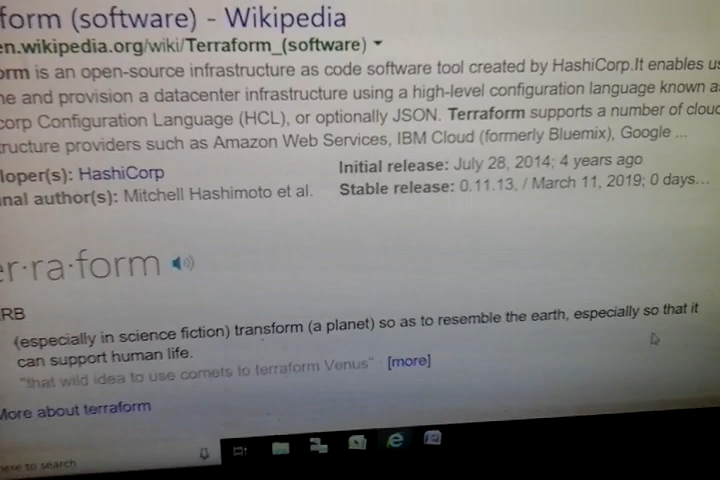 form (software) - Wikipedia
en.wikipedia.org/wiki/Terraform_(software)
orm is an open-source infrastructure as code software tool created by HashiCorp.It enables us
ne and provision a datacenter infrastructure using a high-level configuration language known as
corp Configuration Language (HCL), or optionally JSON. Terraform supports a number of cloud
tructure providers such as Amazon Web Services, IBM Cloud (formerly Bluemix), Google ...
loper(s): HashiCorp
Initial release: July 28, 2014; 4 years ago
nal author(s): Mitchell Hashimoto et al.
Stable release: 0.11.13, / March 11, 2019; 0 days...
er·ra·form
RB
(especially in science fiction) transform (a planet) so as to resemble the earth, especially so that it
can support human life.
"that wild idea to use comets to terraform Venus" [more]
More about terraform
here to search